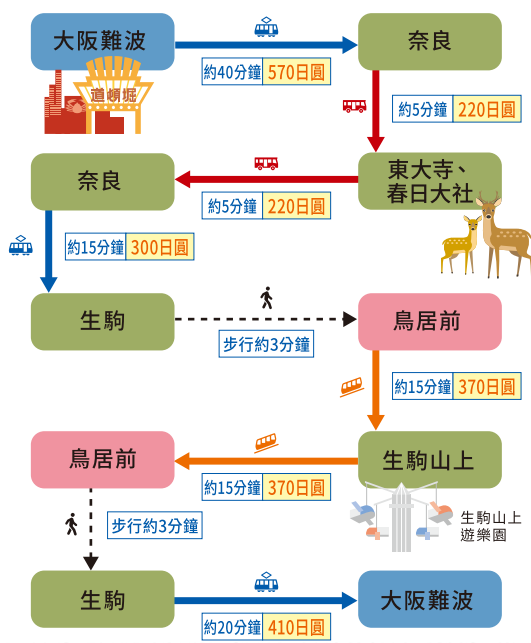 大阪難波
道頓堀
約40分鐘 570日圓
奈良
約5分鐘 220日圓
東大寺、
春日大社
約5分鐘 220日圓
奈良
約15分鐘 300日圓
生駒
步行約3分鐘
鳥居前
約15分鐘 370日圓
生駒山上
生駒山上
遊樂園
約15分鐘 370日圓
鳥居前
步行約3分鐘
生駒
約20分鐘 410日圓
大阪難波